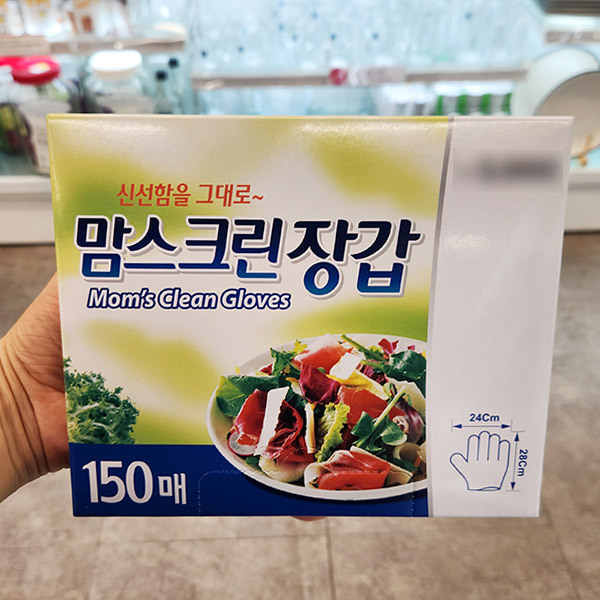 신선함을 그대로~
맘스크린장갑
Mom's Clean Gloves
150매
24Cm
28Cm